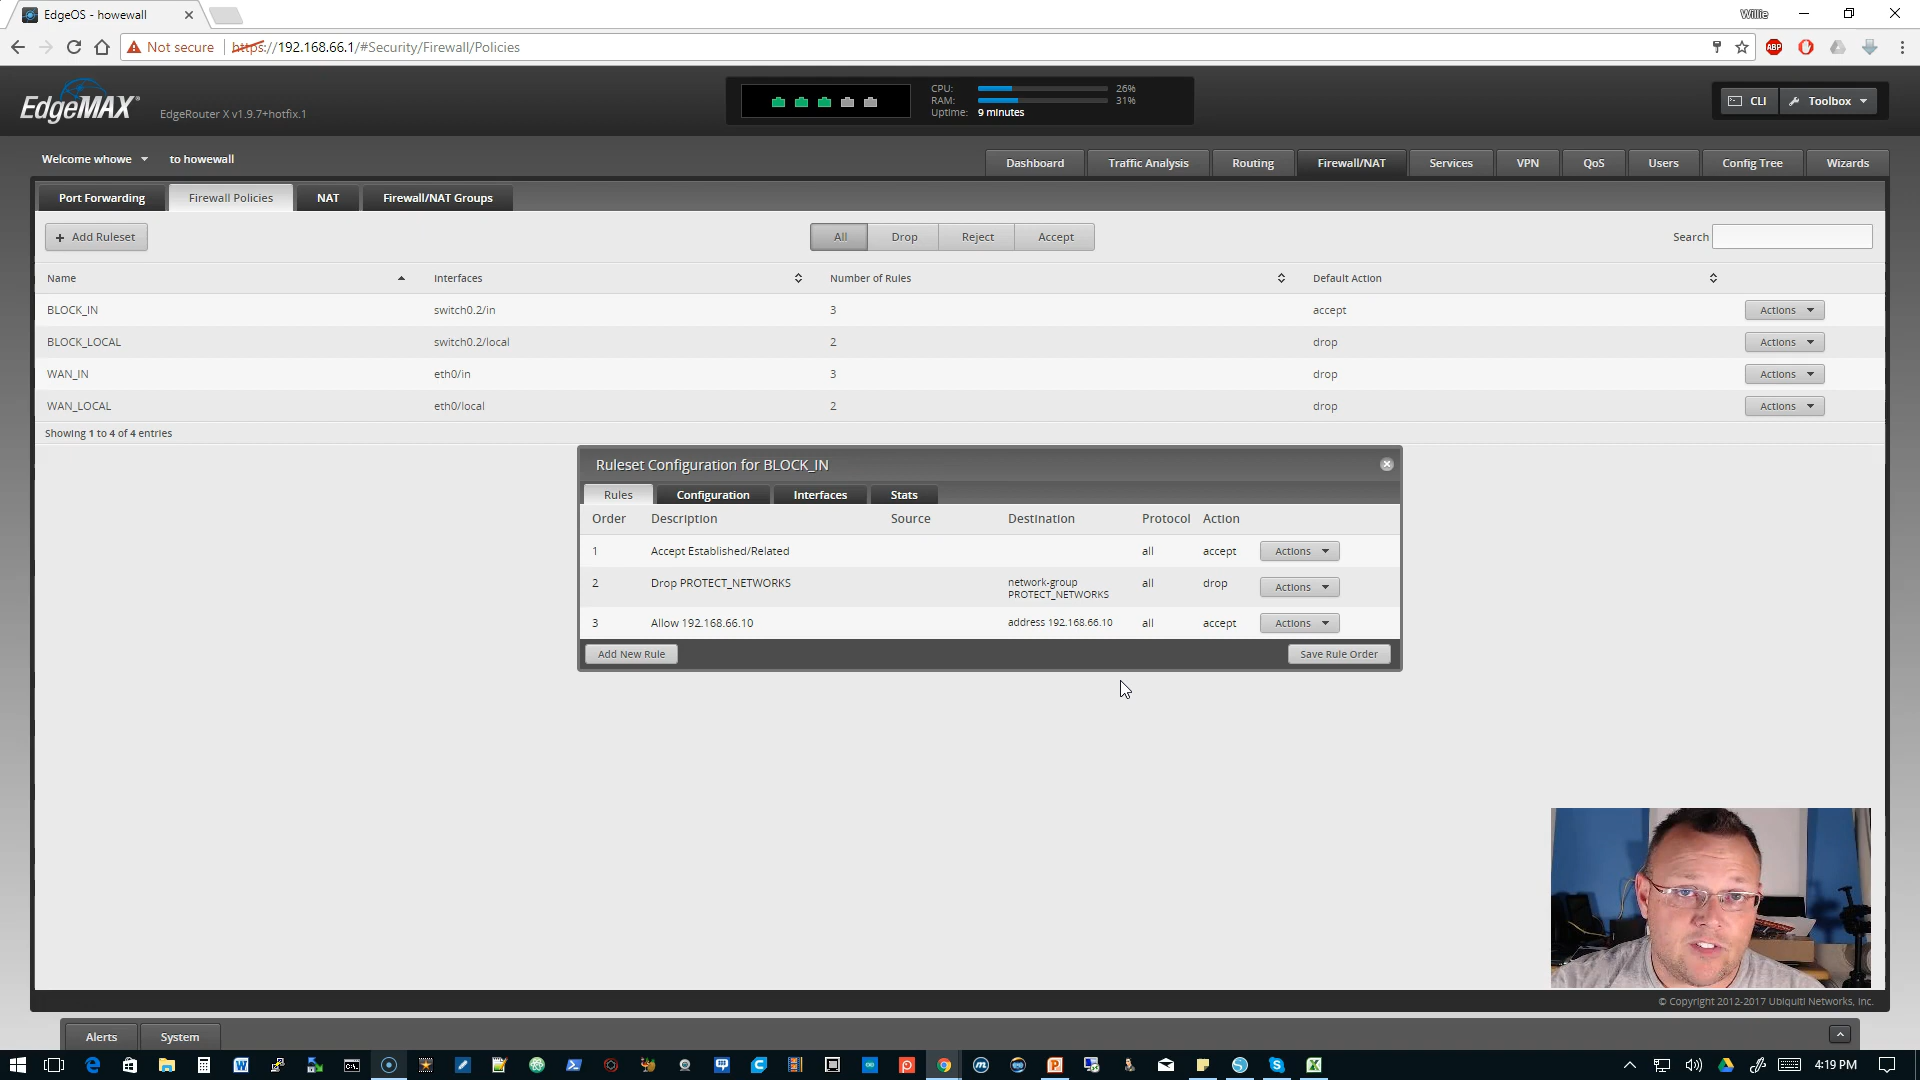 EdgeOS - howewall
Willie
Not secure
https://192.168.66.1/#Security/Firewall/Policies
ABP
EdgeMAX
EdgeRouter X v1.9.7+hotfix.1
CPU: 26%
RAM: 31%
Uptime: 9 minutes
CLI
Toolbox
Welcome whowe to howewall
Dashboard Traffic Analysis Routing Firewall/NAT Services VPN QoS Users Config Tree Wizards
Port Forwarding Firewall Policies NAT Firewall/NAT Groups
+ Add Ruleset
All Drop Reject Accept
Search
Name Interfaces Number of Rules Default Action
BLOCK_IN switch0.2/in 3 accept Actions
BLOCK_LOCAL switch0.2/local 2 drop Actions
WAN_IN eth0/in 3 drop Actions
WAN_LOCAL eth0/local 2 drop Actions
Showing 1 to 4 of 4 entries
Ruleset Configuration for BLOCK_IN
Rules Configuration Interfaces Stats
Order Description Source Destination Protocol Action
1 Accept Established/Related all accept Actions
2 Drop PROTECT_NETWORKS network-group PROTECT_NETWORKS all drop Actions
3 Allow 192.168.66.10 address 192.168.66.10 all accept Actions
Add New Rule
Save Rule Order
© Copyright 2012-2017 Ubiquiti Networks, Inc.
Alerts System
4:19 PM